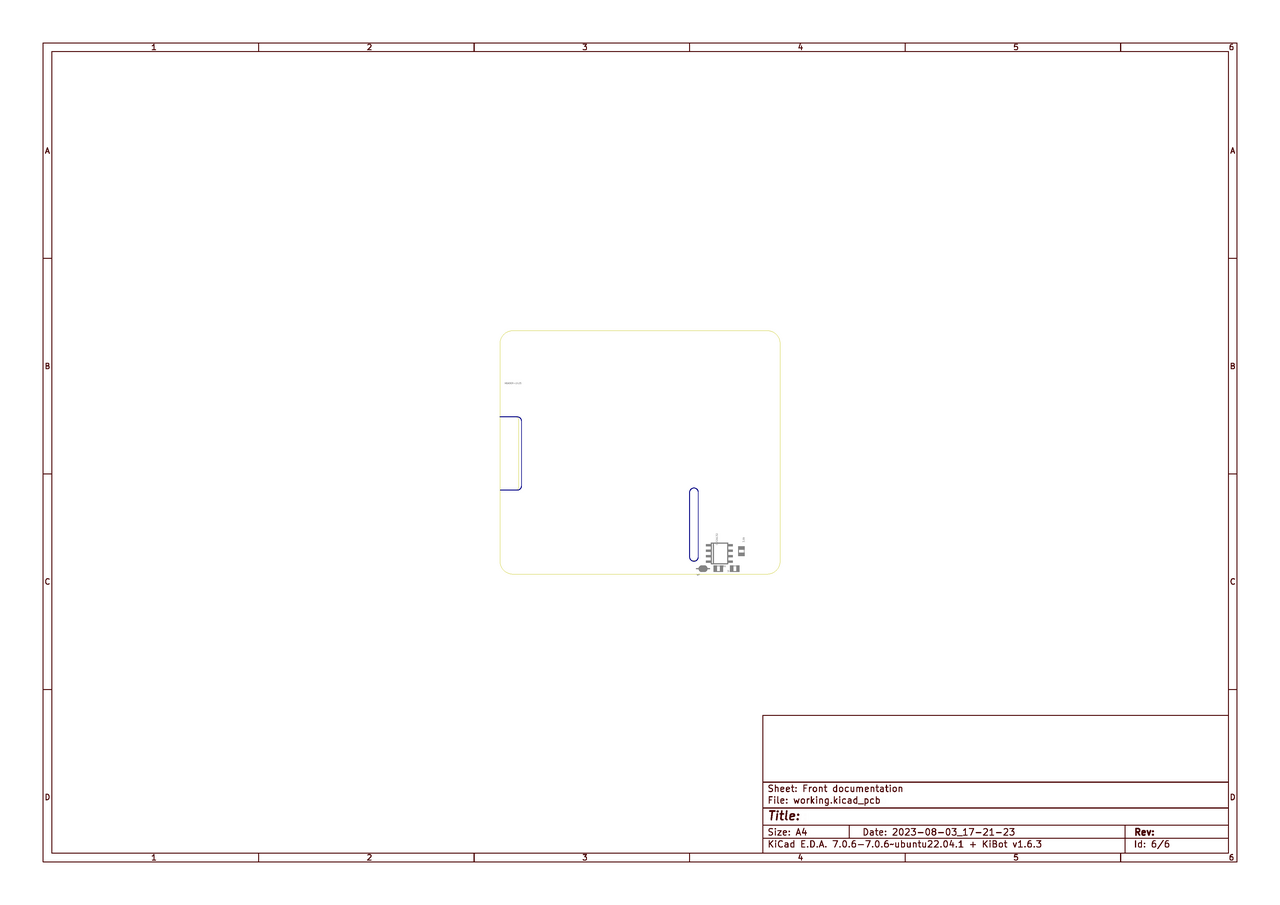 1 2 3 4 5 6
A A
B B
C C
D D
Sheet: Front documentation
File: working.kicad_pcb
Title:
Size: A4 Date: 2023-08-03_17-21-23 Rev:
KiCad E.D.A. 7.0.6-7.0.6~ubuntu22.04.1 + KiBot v1.6.3 Id: 6/6
1 2 3 4 5 6